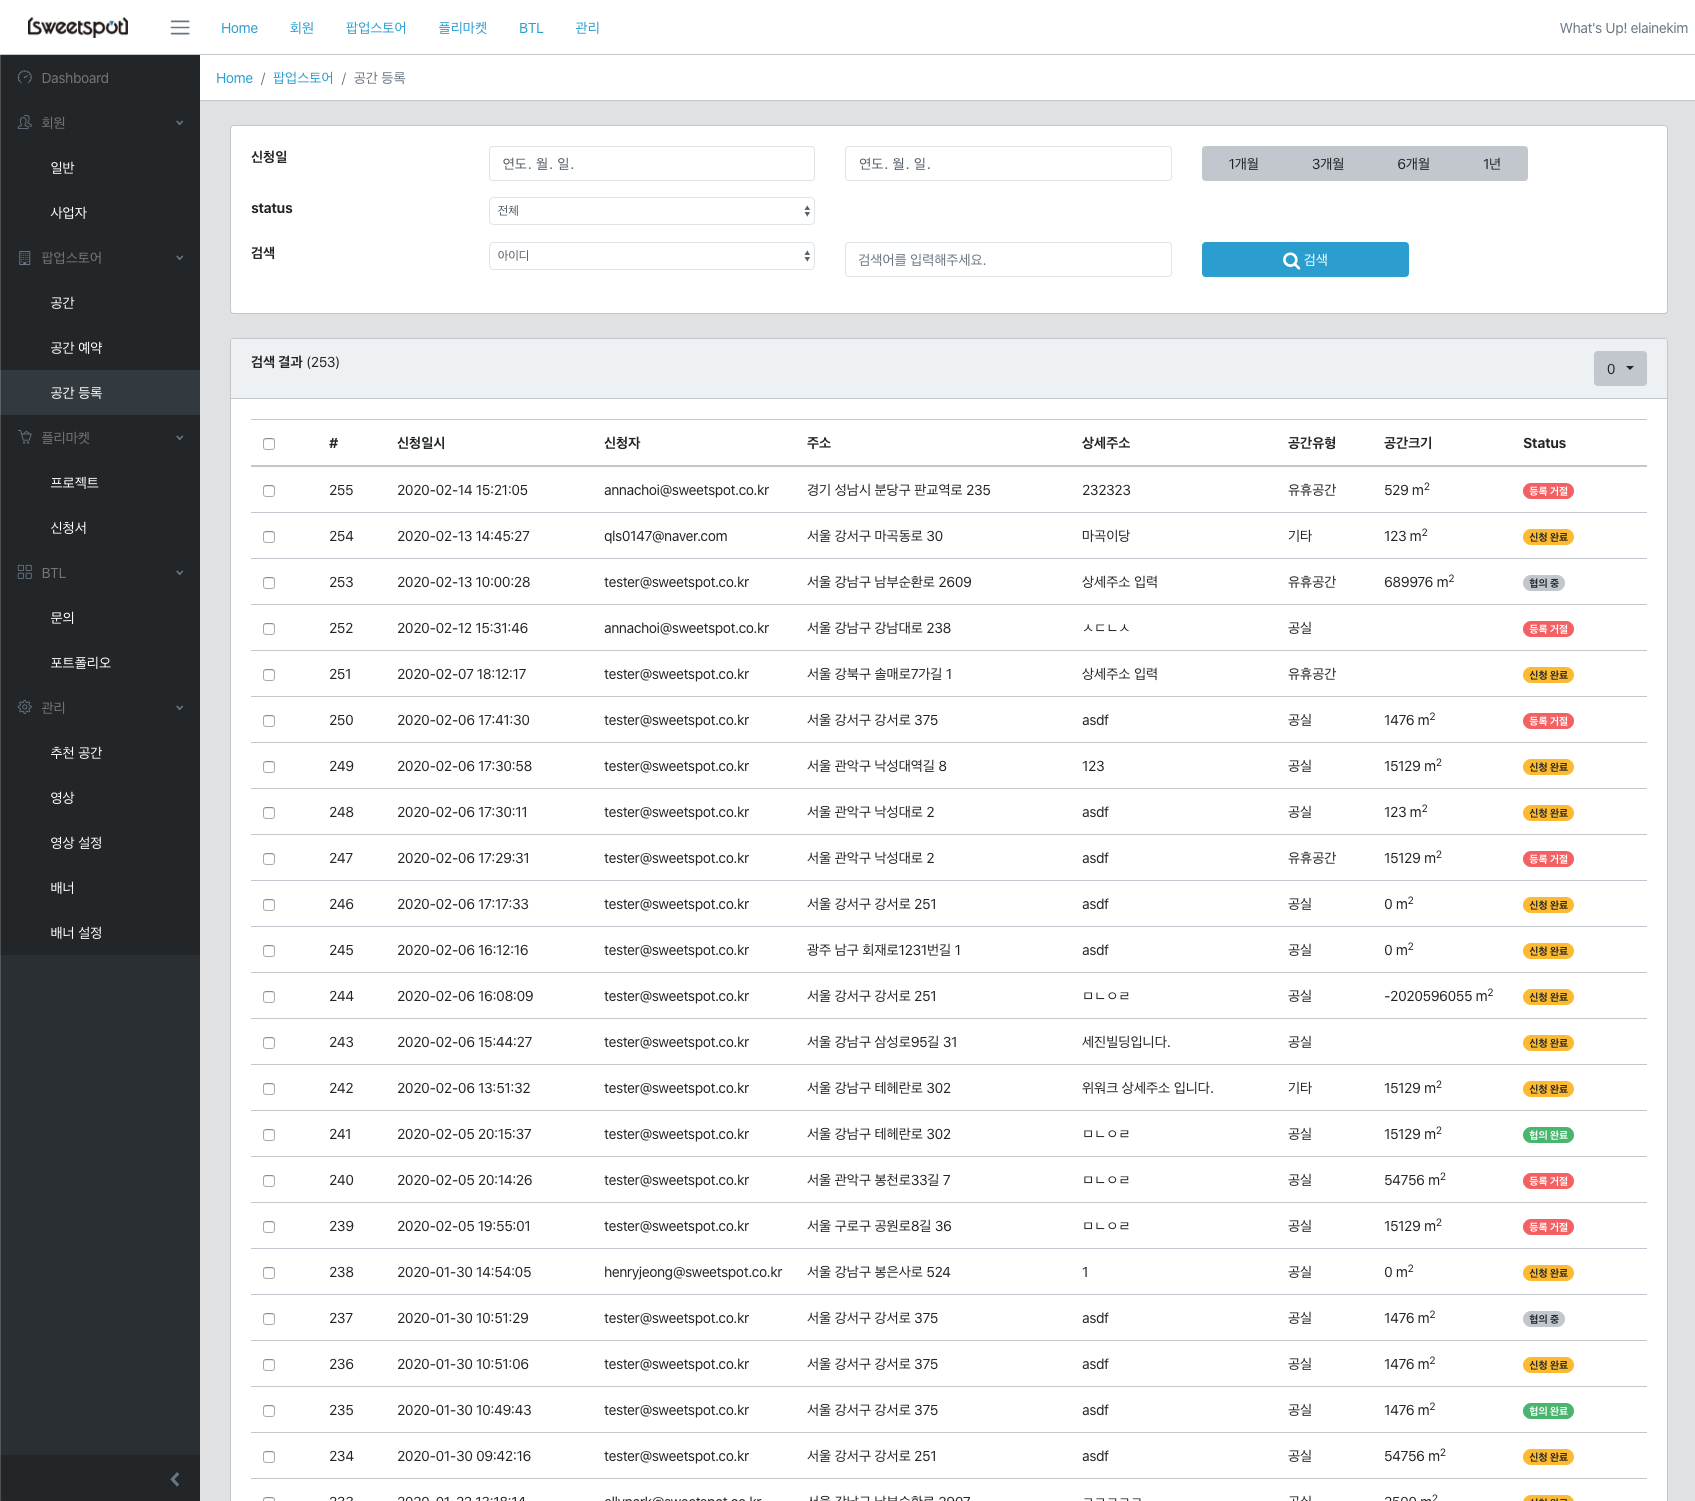 (sweetspot)
Home 회원 팝업스토어 플리마켓 BTL 관리
What's Up! elainekim
Dashboard
회원
일반
사업자
팝업스토어
공간
공간 예약
공간 등록
플리마켓
프로젝트
신청서
BTL
문의
포트폴리오
관리
추천 공간
영상
영상 설정
배너
배너 설정
Home / 팝업스토어 / 공간 등록
신청일 연도. 월. 일. 연도. 월. 일. 1개월 3개월 6개월 1년
status 전체
검색 아이디 검색어를 입력해주세요. 검색
검색 결과 (253) 0
# 신청일시 신청자 주소 상세주소 공간유형 공간크기 Status
255 2020-02-14 15:21:05 annachoi@sweetspot.co.kr 경기 성남시 분당구 판교역로 235 232323 유휴공간 529 m² 등록 거절
254 2020-02-13 14:45:27 qls0147@naver.com 서울 강서구 마곡동로 30 마곡이당 기타 123 m² 신청 완료
253 2020-02-13 10:00:28 tester@sweetspot.co.kr 서울 강남구 남부순환로 2609 상세주소 입력 유휴공간 689976 m² 협의 중
252 2020-02-12 15:31:46 annachoi@sweetspot.co.kr 서울 강남구 강남대로 238 ㅅㄷㄴㅅ 공실 등록 거절
251 2020-02-07 18:12:17 tester@sweetspot.co.kr 서울 강북구 솔매로7가길 1 상세주소 입력 유휴공간 신청 완료
250 2020-02-06 17:41:30 tester@sweetspot.co.kr 서울 강서구 강서로 375 asdf 공실 1476 m² 등록 거절
249 2020-02-06 17:30:58 tester@sweetspot.co.kr 서울 관악구 낙성대역길 8 123 공실 15129 m² 신청 완료
248 2020-02-06 17:30:11 tester@sweetspot.co.kr 서울 관악구 낙성대로 2 asdf 공실 123 m² 신청 완료
247 2020-02-06 17:29:31 tester@sweetspot.co.kr 서울 관악구 낙성대로 2 asdf 유휴공간 15129 m² 등록 거절
246 2020-02-06 17:17:33 tester@sweetspot.co.kr 서울 강서구 강서로 251 asdf 공실 0 m² 신청 완료
245 2020-02-06 16:12:16 tester@sweetspot.co.kr 광주 남구 회재로1231번길 1 asdf 공실 0 m² 신청 완료
244 2020-02-06 16:08:09 tester@sweetspot.co.kr 서울 강서구 강서로 251 ㅁㄴㅇㄹ 공실 -2020596055 m² 신청 완료
243 2020-02-06 15:44:27 tester@sweetspot.co.kr 서울 강남구 삼성로95길 31 세진빌딩입니다. 공실 신청 완료
242 2020-02-06 13:51:32 tester@sweetspot.co.kr 서울 강남구 테헤란로 302 위워크 상세주소 입니다. 기타 15129 m² 신청 완료
241 2020-02-05 20:15:37 tester@sweetspot.co.kr 서울 강남구 테헤란로 302 ㅁㄴㅇㄹ 공실 15129 m² 협의 완료
240 2020-02-05 20:14:26 tester@sweetspot.co.kr 서울 관악구 봉천로33길 7 ㅁㄴㅇㄹ 공실 54756 m² 등록 거절
239 2020-02-05 19:55:01 tester@sweetspot.co.kr 서울 구로구 공원로8길 36 ㅁㄴㅇㄹ 공실 15129 m² 등록 거절
238 2020-01-30 14:54:05 henryjeong@sweetspot.co.kr 서울 강남구 봉은사로 524 1 공실 0 m² 신청 완료
237 2020-01-30 10:51:29 tester@sweetspot.co.kr 서울 강서구 강서로 375 asdf 공실 1476 m² 협의 중
236 2020-01-30 10:51:06 tester@sweetspot.co.kr 서울 강서구 강서로 375 asdf 공실 1476 m² 신청 완료
235 2020-01-30 10:49:43 tester@sweetspot.co.kr 서울 강서구 강서로 375 asdf 공실 1476 m² 협의 완료
234 2020-01-30 09:42:16 tester@sweetspot.co.kr 서울 강서구 강서로 251 asdf 공실 54756 m² 신청 완료